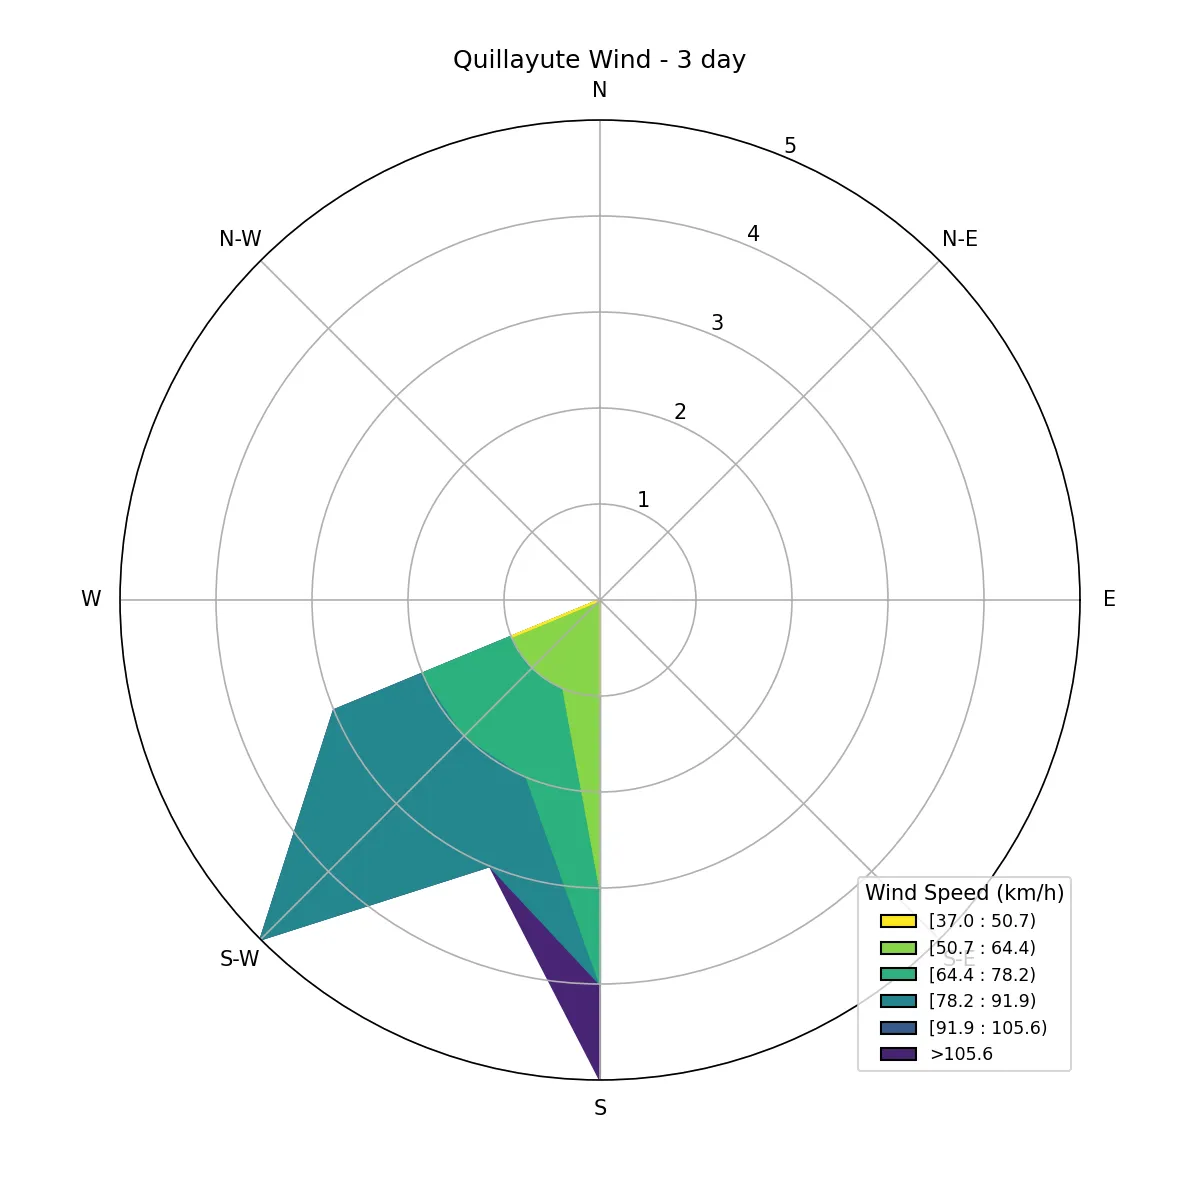 Quillayute Wind - 3 day
N
5
N-W
4
N-E
3
2
1
W
E
Wind Speed (km/h)
[37.0 : 50.7)
[50.7 : 64.4)
S-W
S-E
[64.4 : 78.2)
[78.2 : 91.9)
[91.9 : 105.6)
>105.6
S